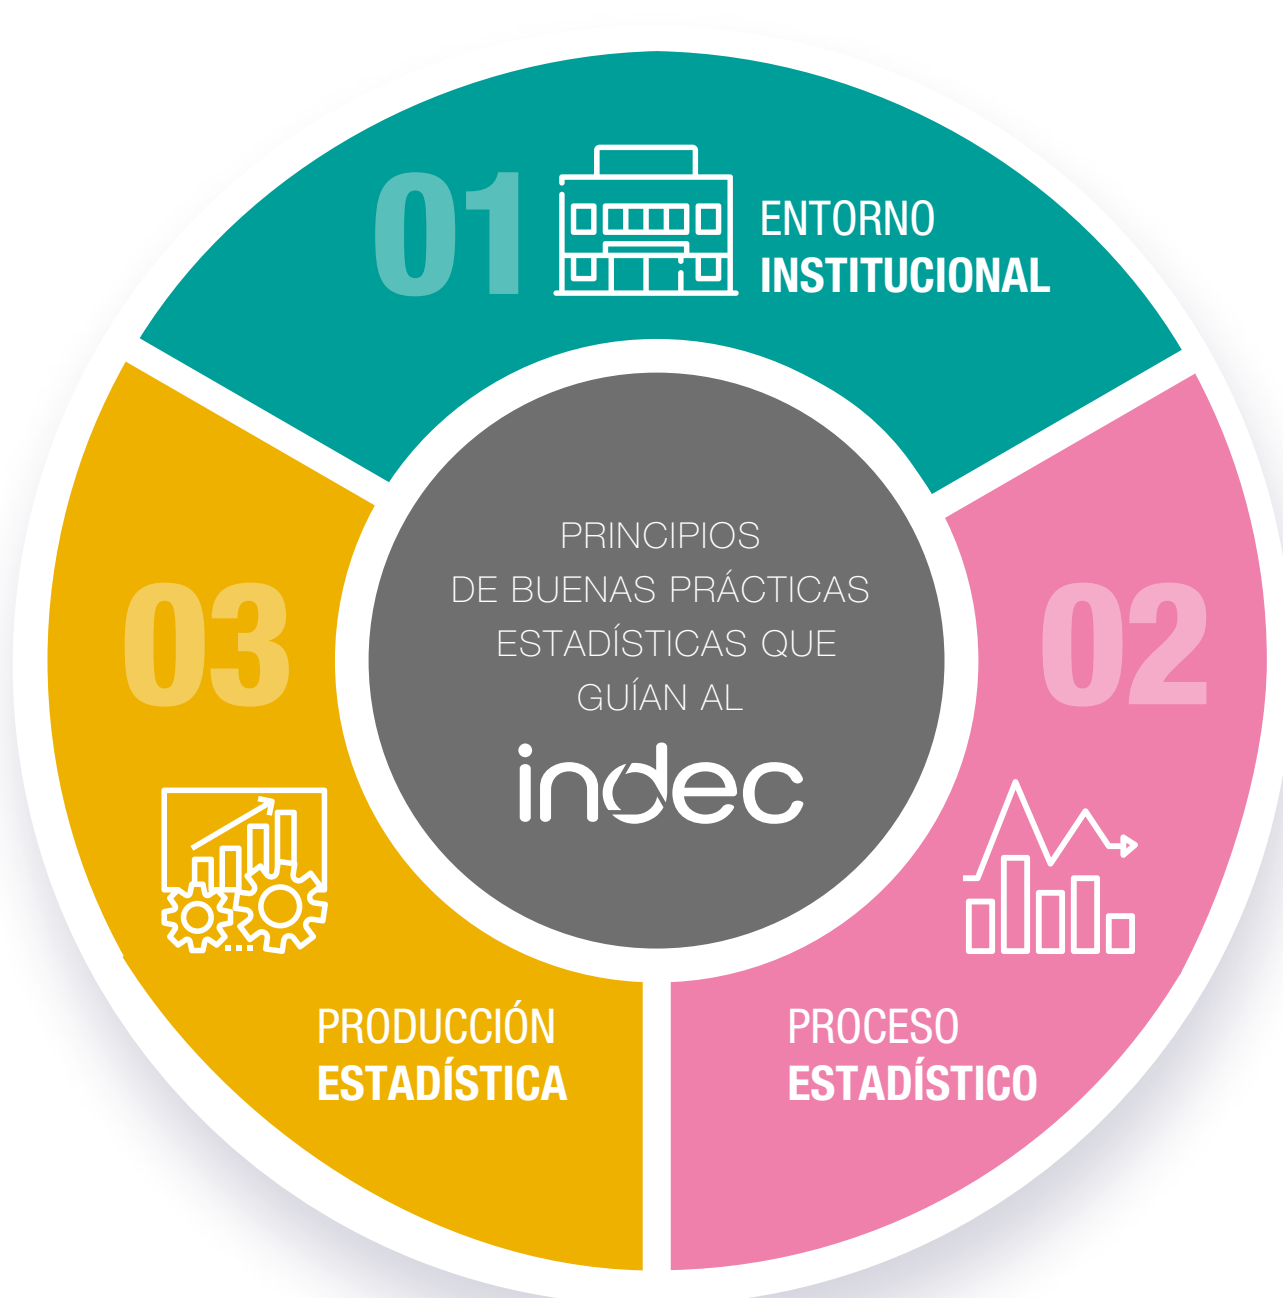 01
ENTORNO
INSTITUCIONAL
PRINCIPIOS
DE BUENAS PRÁCTICAS
ESTADÍSTICAS QUE
GUÍAN AL
indec
02
PROCESO
ESTADÍSTICO
03
PRODUCCIÓN
ESTADÍSTICA